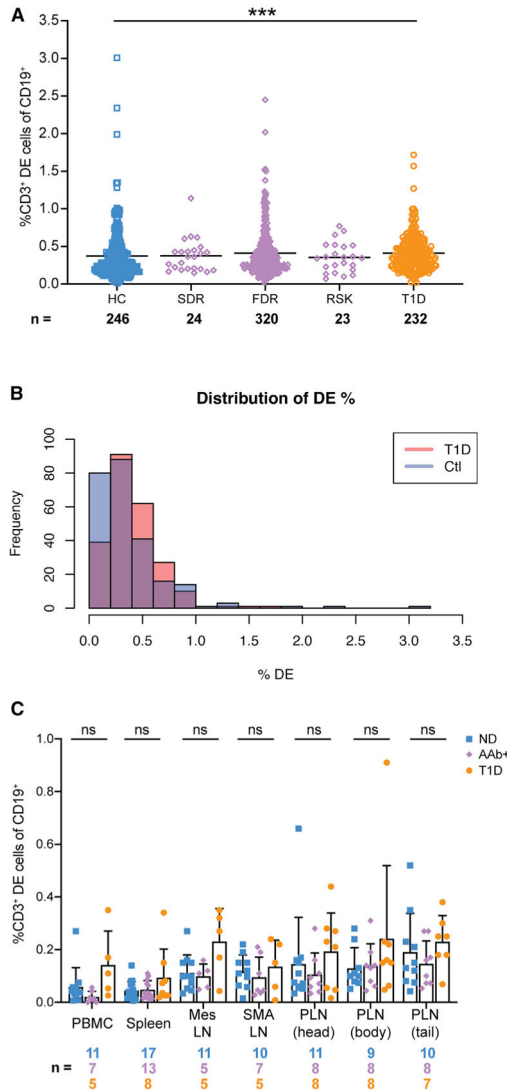 A
***
3.5
3.0
2.5
2.0
1.5
1.0
0.5
0.0
%CD3⁺ DE cells of CD19⁺
HC SDR FDR RSK T1D
n = 246 24 320 23 232
B
Distribution of DE %
T1D
Ctl
100
80
60
40
20
0
Frequency
0.0 0.5 1.0 1.5 2.0 2.5 3.0 3.5
% DE
C
ns ns ns ns ns ns ns
ND
AAb+
T1D
1.0
0.8
0.6
0.4
0.2
0.0
%CD3⁺ DE cells of CD19⁺
PBMC Spleen Mes LN SMA LN PLN (head) PLN (body) PLN (tail)
11 17 11 10 11 9 10
n = 7 13 5 7 8 8 8
5 8 5 5 8 8 7